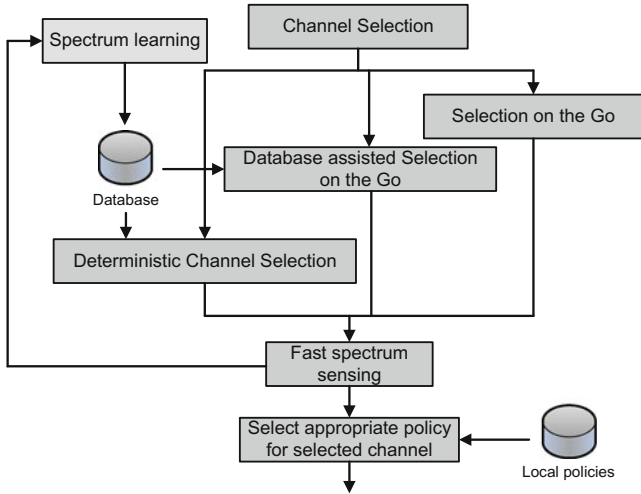 Spectrum learning
Channel Selection
Selection on the Go
Database assisted Selection
on the Go
Database
Deterministic Channel Selection
Fast spectrum
sensing
Select appropriate policy
for selected channel
Local policies